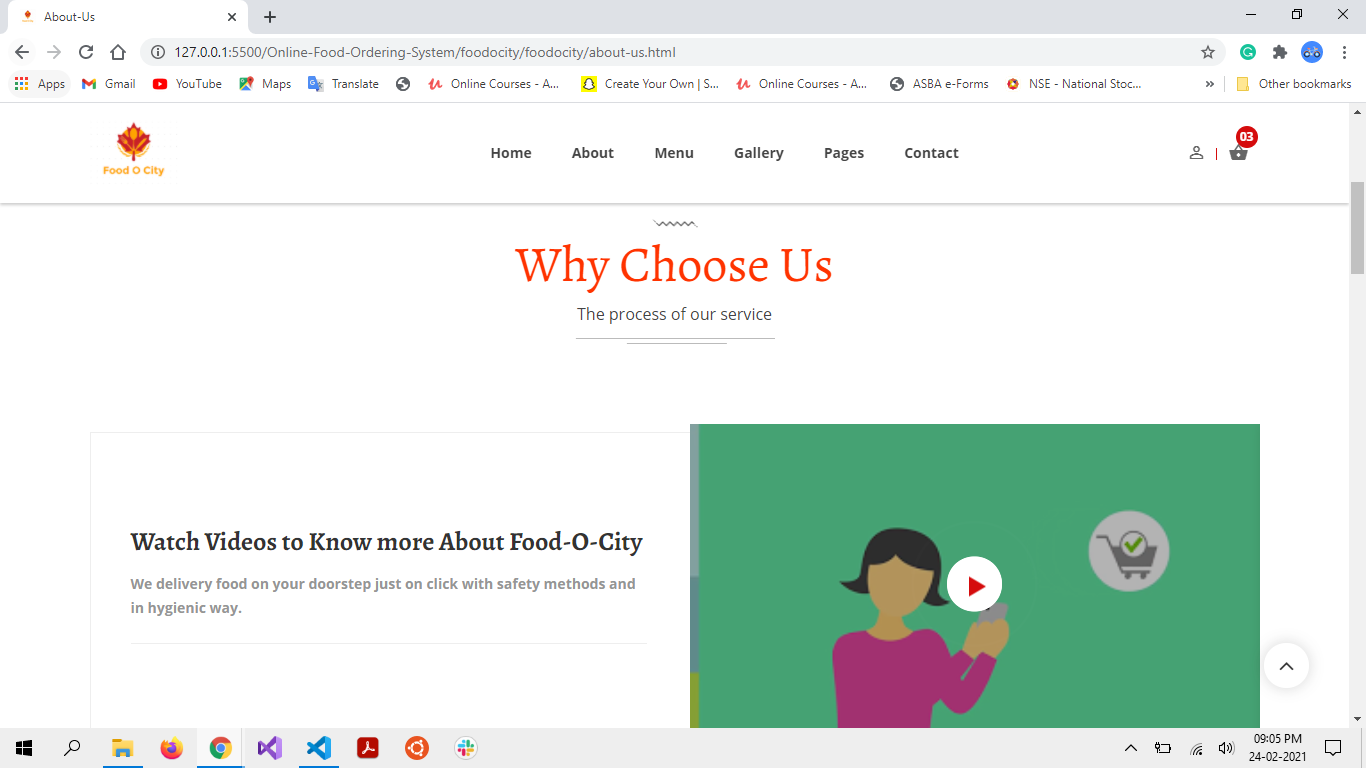 About-Us
127.0.0.1:5500/Online-Food-Ordering-System/foodocity/foodocity/about-us.html
Apps Gmail YouTube Maps Translate Online Courses - A... Create Your Own | S... Online Courses - A... ASBA e-Forms NSE - National Stoc... » Other bookmarks
Food O City
Home About Menu Gallery Pages Contact
03
Why Choose Us
The process of our service
Watch Videos to Know more About Food-O-City
We delivery food on your doorstep just on click with safety methods and
in hygienic way.
09:05 PM
24-02-2021